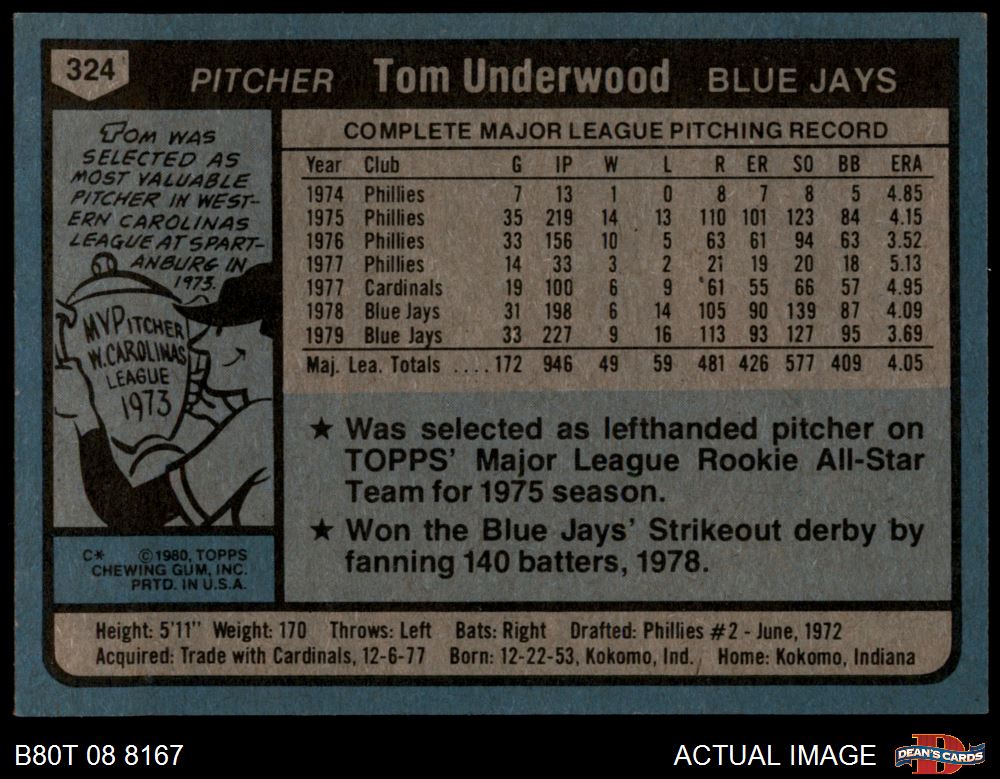 324 PITCHER Tom Underwood BLUE JAYS
TOM WAS
SELECTED AS
MOST VALUABLE
PITCHER IN WEST-
ERN CAROLINAS
LEAGUE AT SPART-
ANBURG IN
1973.
MVPITCHER
W. CAROLINAS
LEAGUE
1973
C* ©1980, TOPPS
CHEWING GUM, INC.
PRTD. IN U.S.A.
COMPLETE MAJOR LEAGUE PITCHING RECORD
Year Club G IP W L R ER SO BB ERA
1974 Phillies 7 13 1 0 8 7 8 5 4.85
1975 Phillies 35 219 14 13 110 101 123 84 4.15
1976 Phillies 33 156 10 5 63 61 94 63 3.52
1977 Phillies 14 33 3 2 21 19 20 18 5.13
1977 Cardinals 19 100 6 9 61 55 66 57 4.95
1978 Blue Jays 31 198 6 14 105 90 139 87 4.09
1979 Blue Jays 33 227 9 16 113 93 127 95 3.69
Maj. Lea. Totals ....172 946 49 59 481 426 577 409 4.05
★ Was selected as lefthanded pitcher on
TOPPS' Major League Rookie All-Star
Team for 1975 season.
★ Won the Blue Jays' Strikeout derby by
fanning 140 batters, 1978.
Height: 5'11" Weight: 170 Throws: Left Bats: Right Drafted: Phillies #2 - June, 1972
Acquired: Trade with Cardinals, 12-6-77 Born: 12-22-53, Kokomo, Ind. Home: Kokomo, Indiana
B80T 08 8167 ACTUAL IMAGE
D
DEAN'S CARDS